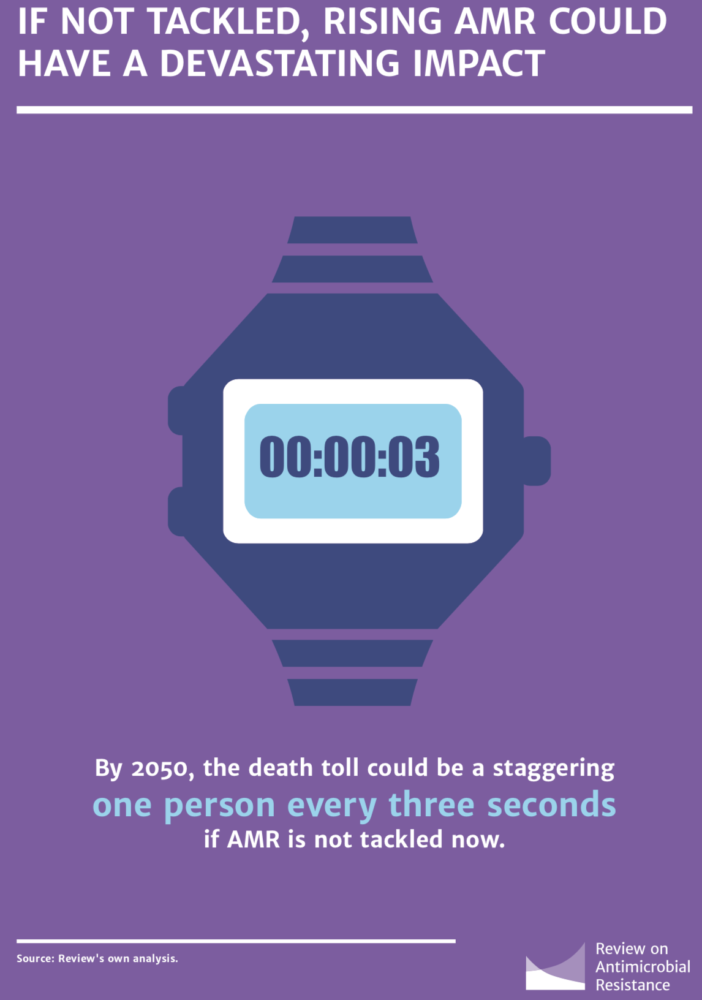 IF NOT TACKLED, RISING AMR COULD
HAVE A DEVASTATING IMPACT
00:00:03
By 2050, the death toll could be a staggering
one person every three seconds
if AMR is not tackled now.
Source: Review's own analysis.
Review on
Antimicrobial
Resistance